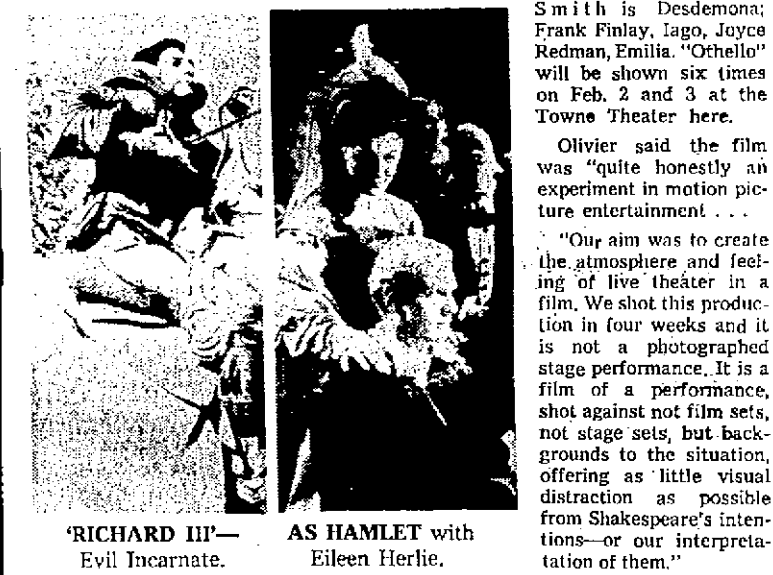 Smith is Desdemona;
Frank Finlay, Iago, Joyce
Redman, Emilia. "Othello"
will be shown six times
on Feb. 2 and 3 at the
Towne Theater here.
Olivier said the film
was "quite honestly an
experiment in motion pic-
ture entertainment . . .
"Our aim was to create
the atmosphere and feel-
ing of live theater in a
film. We shot this produc-
tion in four weeks and it
is not a photographed
stage performance. It is a
film of a performance,
shot against not film sets,
not stage sets, but back-
grounds to the situation,
offering as little visual
distraction as possible
from Shakespeare's inten-
tions—or our interpreta-
tation of them."
'RICHARD III'—
Evil Incarnate.
AS HAMLET with
Eileen Herlie.